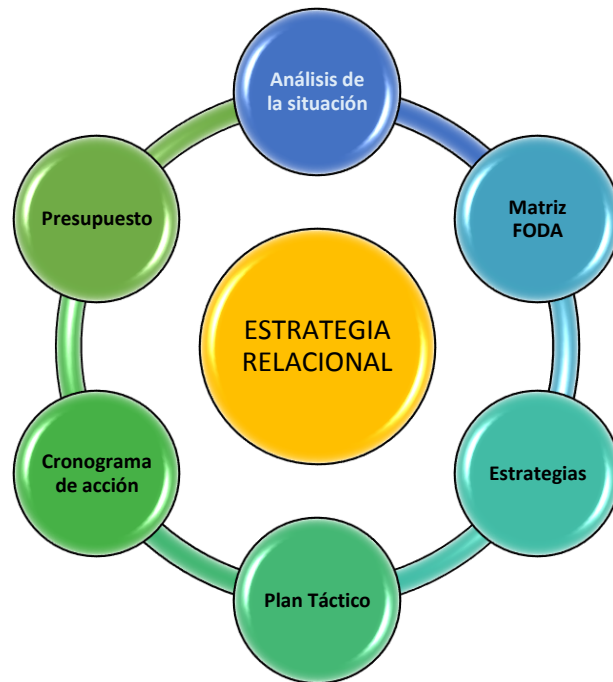 Análisis de
la situación
Matriz
FODA
Estrategias
Plan Táctico
Cronograma
de acción
Presupuesto
ESTRATEGIA
RELACIONAL